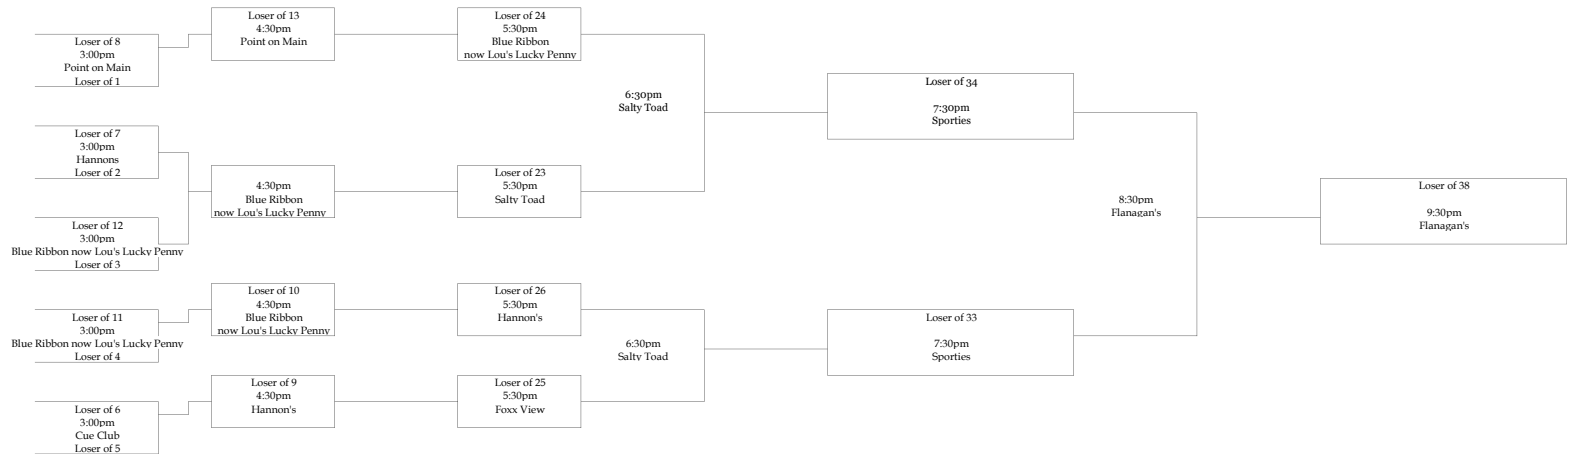 Loser of 8
3:00pm
Point on Main
Loser of 1
Loser of 7
3:00pm
Hannons
Loser of 2
Loser of 12
3:00pm
Blue Ribbon now Lou's Lucky Penny
Loser of 3
Loser of 11
3:00pm
Blue Ribbon now Lou's Lucky Penny
Loser of 4
Loser of 6
3:00pm
Cue Club
Loser of 5
Loser of 13
4:30pm
Point on Main
4:30pm
Blue Ribbon
now Lou's Lucky Penny
Loser of 10
4:30pm
Blue Ribbon
now Lou's Lucky Penny
Loser of 9
4:30pm
Hannon's
Loser of 24
5:30pm
Blue Ribbon
now Lou's Lucky Penny
Loser of 23
5:30pm
Salty Toad
Loser of 26
5:30pm
Hannon's
Loser of 25
5:30pm
Foxx View
6:30pm
Salty Toad
6:30pm
Salty Toad
Loser of 34
7:30pm
Sporties
Loser of 33
7:30pm
Sporties
8:30pm
Flanagan's
Loser of 38
9:30pm
Flanagan's